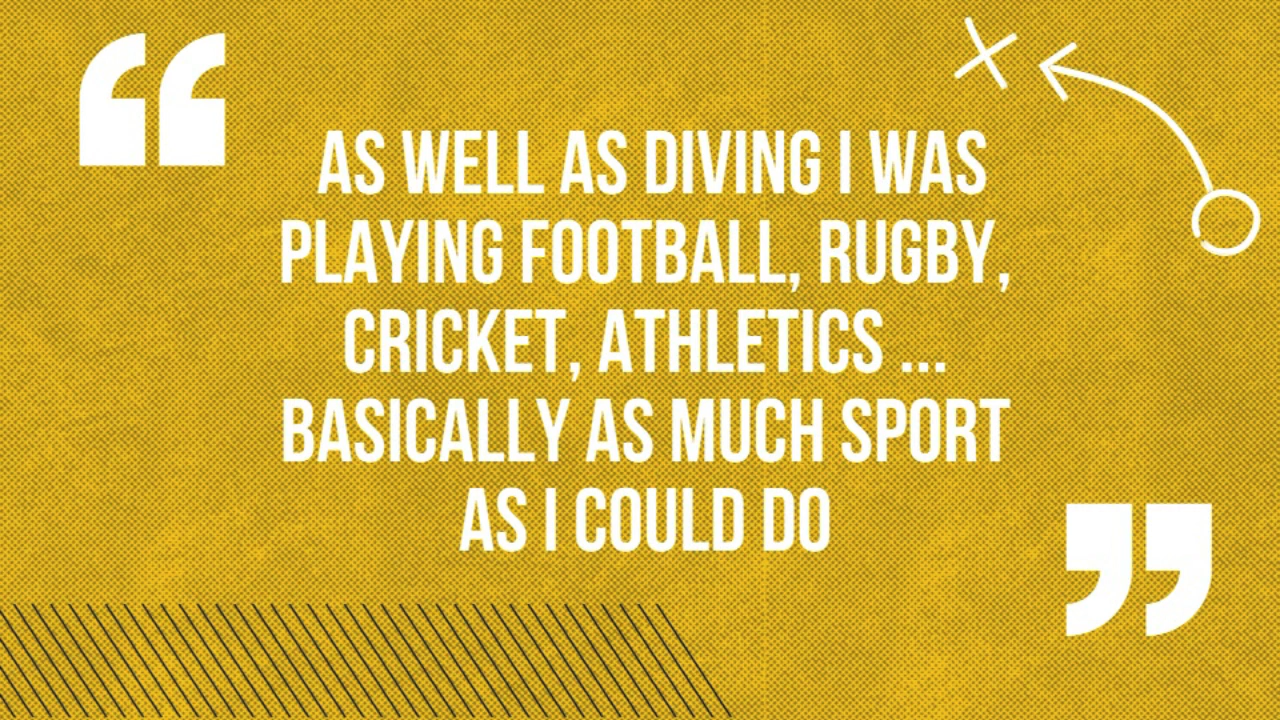 “
AS WELL AS DIVING I WAS
PLAYING FOOTBALL, RUGBY,
CRICKET, ATHLETICS ...
BASICALLY AS MUCH SPORT
AS I COULD DO
”